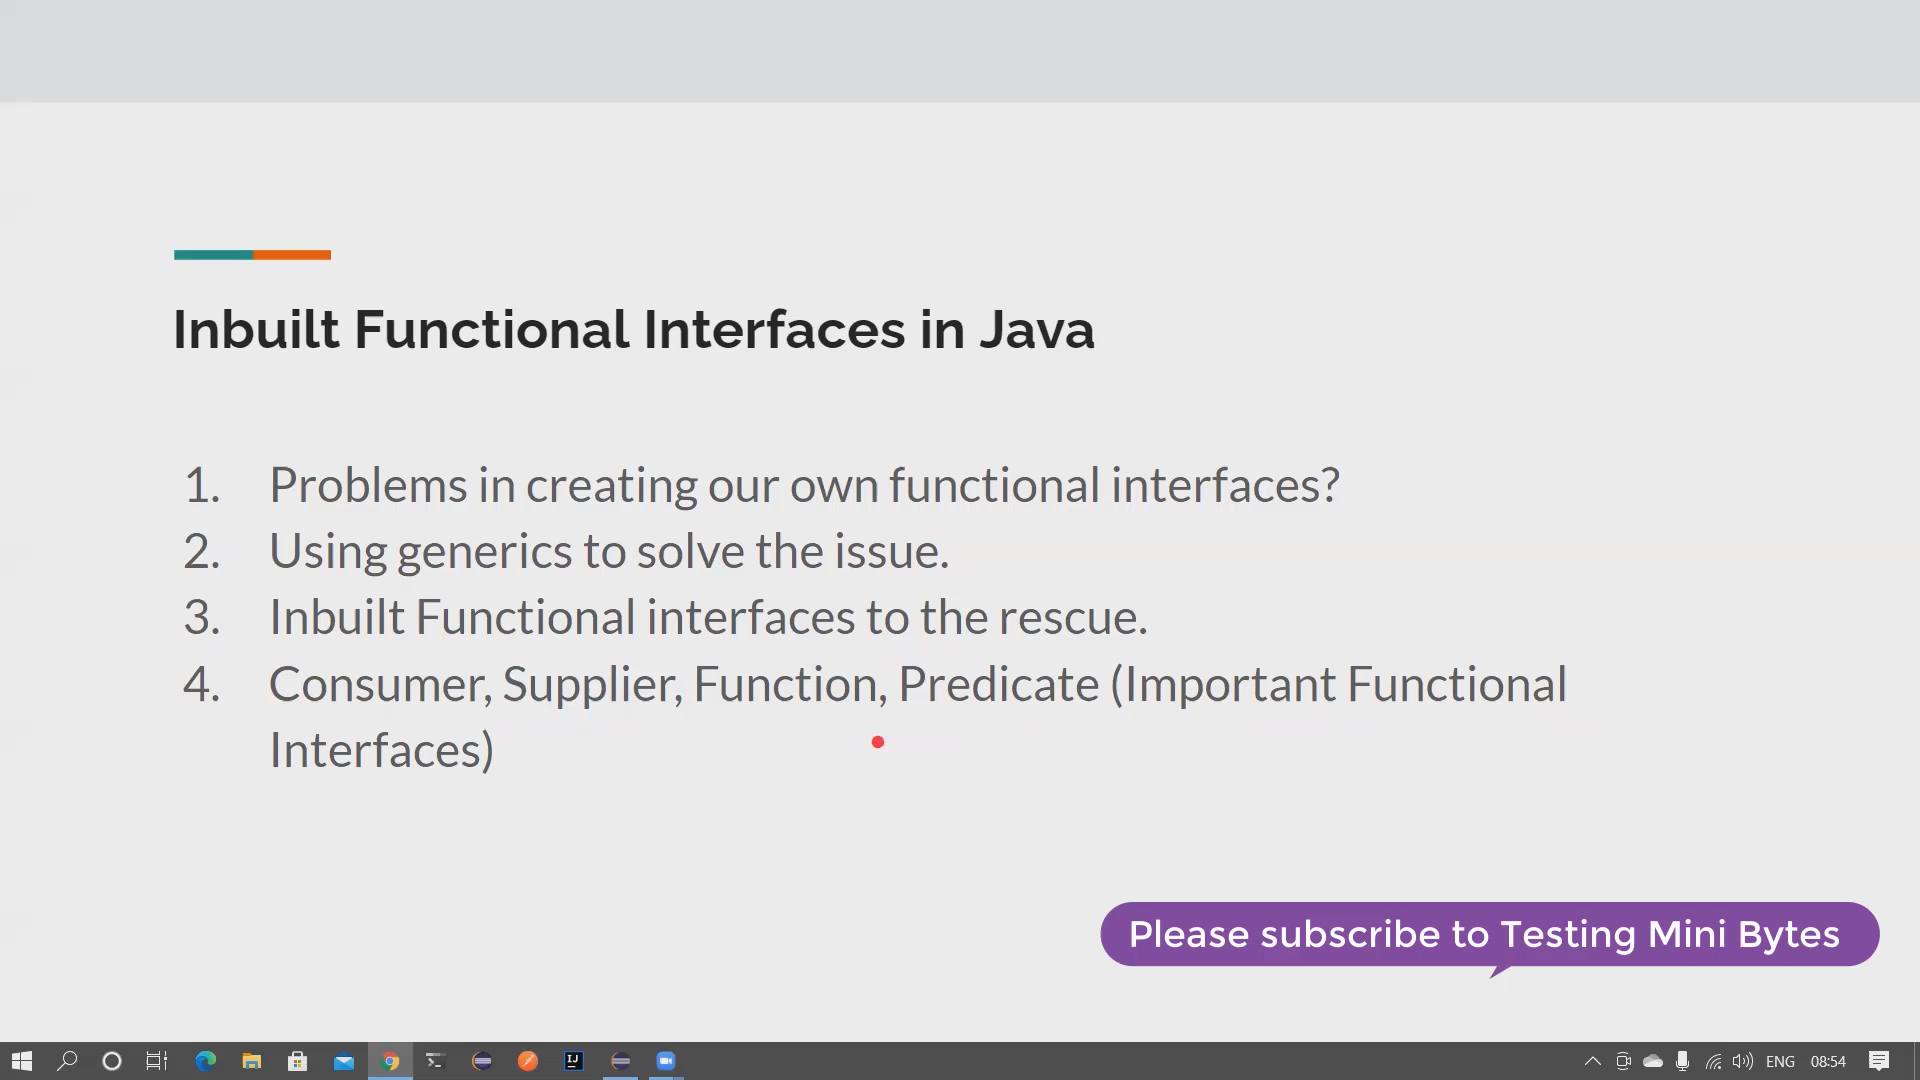 Inbuilt Functional Interfaces in Java
1. Problems in creating our own functional interfaces?
2. Using generics to solve the issue.
3. Inbuilt Functional interfaces to the rescue.
4. Consumer, Supplier, Function, Predicate (Important Functional
Interfaces)
Please subscribe to Testing Mini Bytes
IJ
ENG 08:54